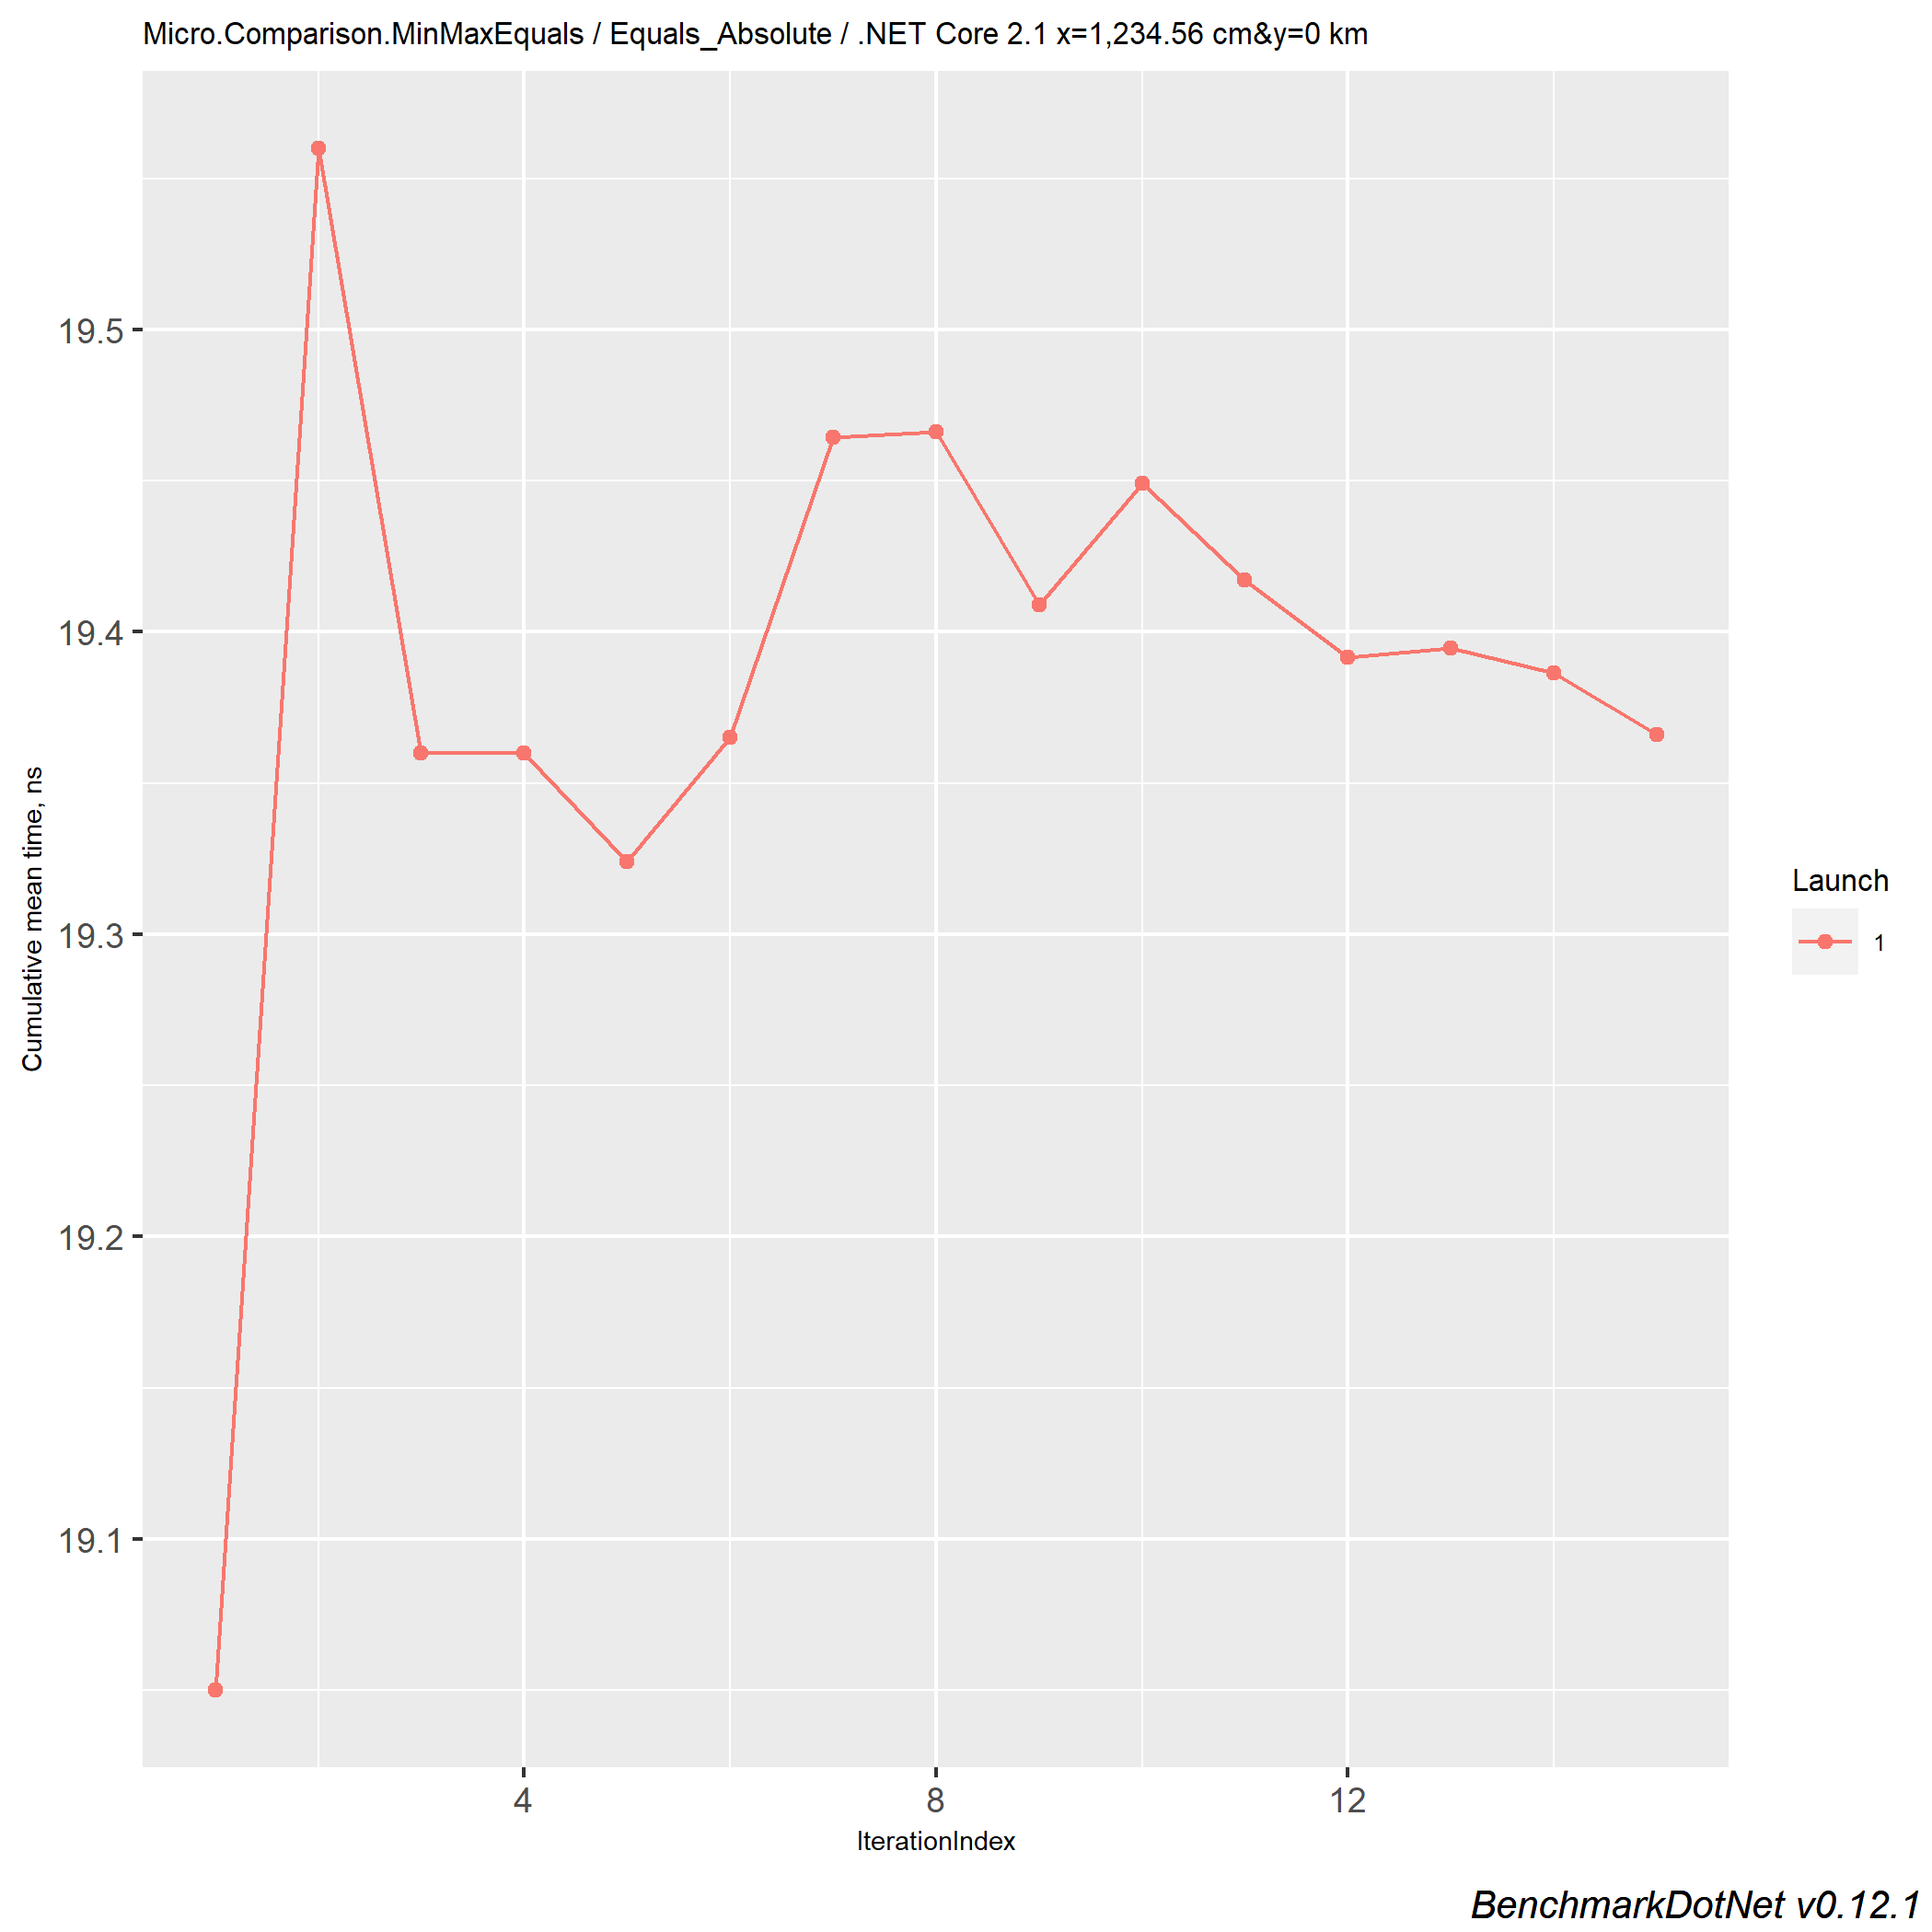 Micro.Comparison.MinMaxEquals / Equals_Absolute / .NET Core 2.1 x=1,234.56 cm&y=0 km
Cumulative mean time, ns
19.5
19.4
19.3
19.2
19.1
4
8
12
IterationIndex
Launch
1
BenchmarkDotNet v0.12.1